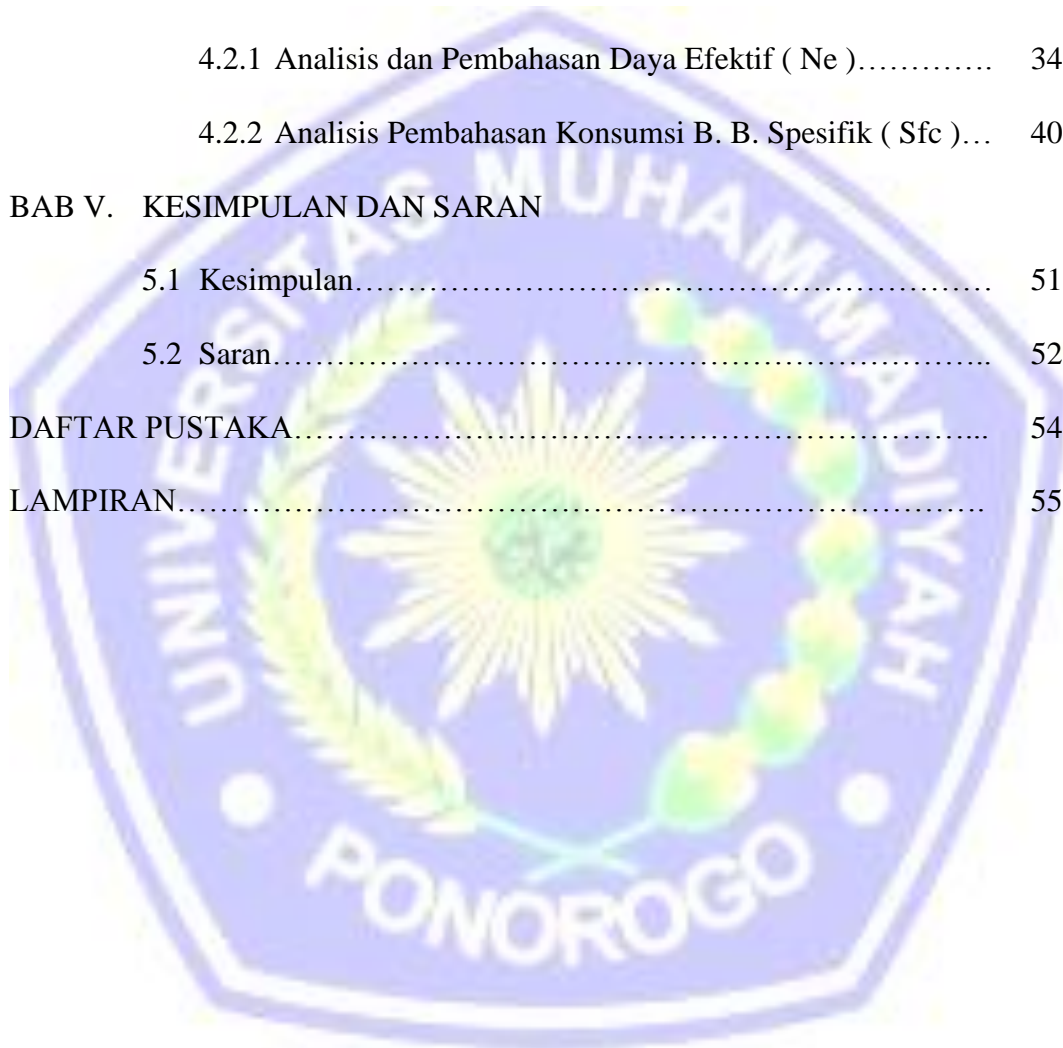 4.2.1 Analisis dan Pembahasan Daya Efektif ( Ne )…………. 34
4.2.2 Analisis Pembahasan Konsumsi B. B. Spesifik ( Sfc )… 40
BAB V. KESIMPULAN DAN SARAN
5.1 Kesimpulan…………………………………………………… 51
5.2 Saran………………………………………………………….. 52
DAFTAR PUSTAKA………………………………………………………... 54
LAMPIRAN…………………………………………………………………. 55
UNIVERSITAS MUHAMMADIYAH
PONOROGO